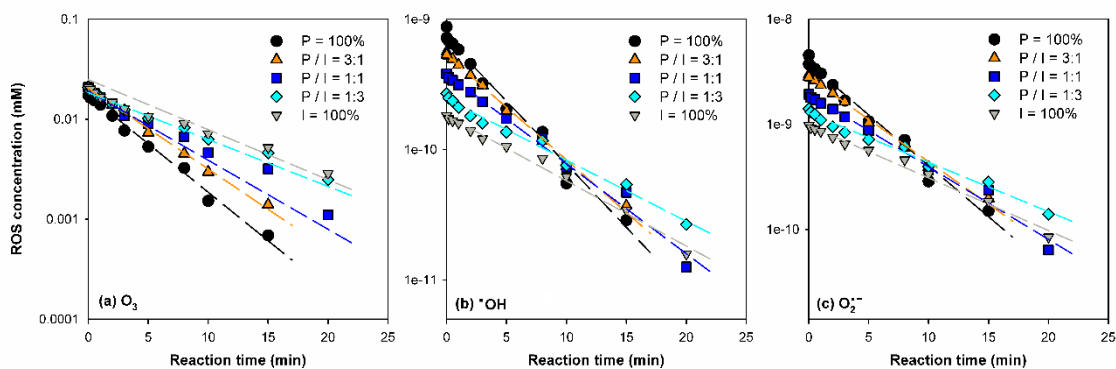 ROS concentration (mM)
0.1
0.01
0.001
0.0001
P = 100%
P / I = 3:1
P / I = 1:1
P / I = 1:3
I = 100%
(a) O₃
0 5 10 15 20 25
Reaction time (min)
1e-9
1e-10
1e-11
P = 100%
P / I = 3:1
P / I = 1:1
P / I = 1:3
I = 100%
(b) •OH
0 5 10 15 20 25
Reaction time (min)
1e-8
1e-9
1e-10
P = 100%
P / I = 3:1
P / I = 1:1
P / I = 1:3
I = 100%
(c) O₂•−
0 5 10 15 20 25
Reaction time (min)